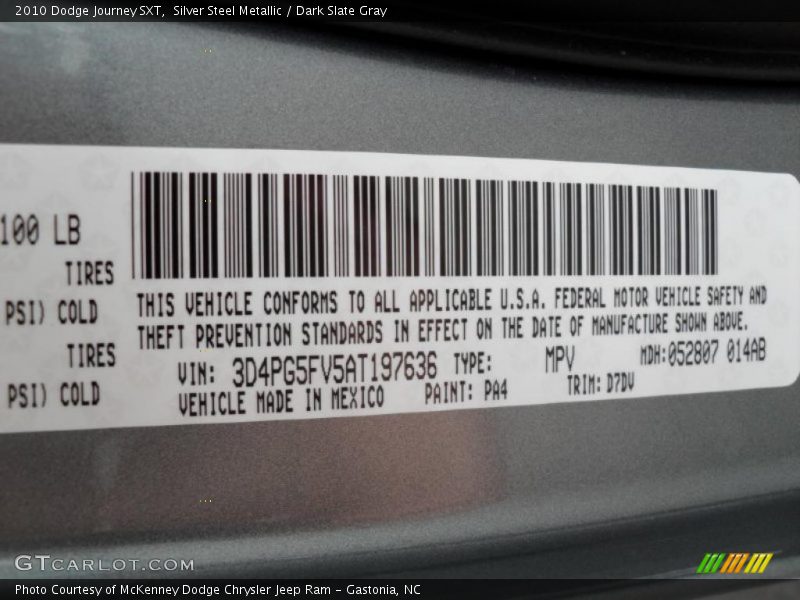 2010 Dodge Journey SXT,  Silver Steel Metallic / Dark Slate Gray
100 LB
TIRES
PSI) COLD
TIRES
PSI) COLD
THIS VEHICLE CONFORMS TO ALL APPLICABLE U.S.A. FEDERAL MOTOR VEHICLE SAFETY AND
THEFT PREVENTION STANDARDS IN EFFECT ON THE DATE OF MANUFACTURE SHOWN ABOVE.
VIN: 3D4PG5FV5AT197636 TYPE: MPV MDH:052807 014AB
VEHICLE MADE IN MEXICO PAINT: PA4 TRIM: D7DV
GTCARLOT.COM
Photo Courtesy of McKenney Dodge Chrysler Jeep Ram – Gastonia, NC